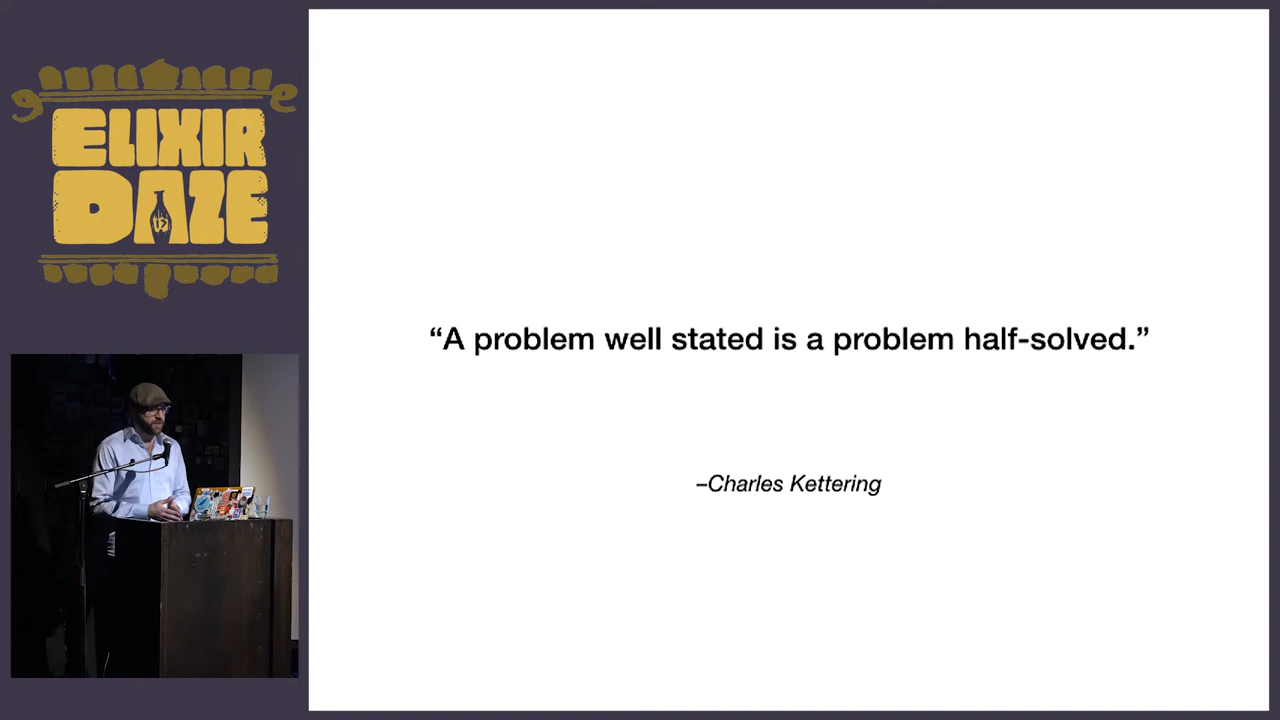 ELIXIR
DAZE
“A problem well stated is a problem half-solved.”
–Charles Kettering